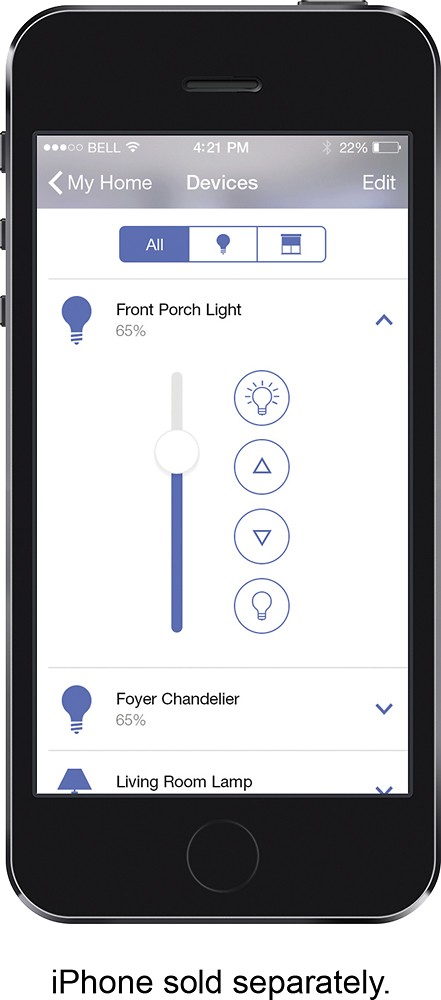 BELL 4:21 PM 22%
My Home Devices Edit
All
Front Porch Light
65%
Foyer Chandelier
65%
Living Room Lamp
iPhone sold separately.